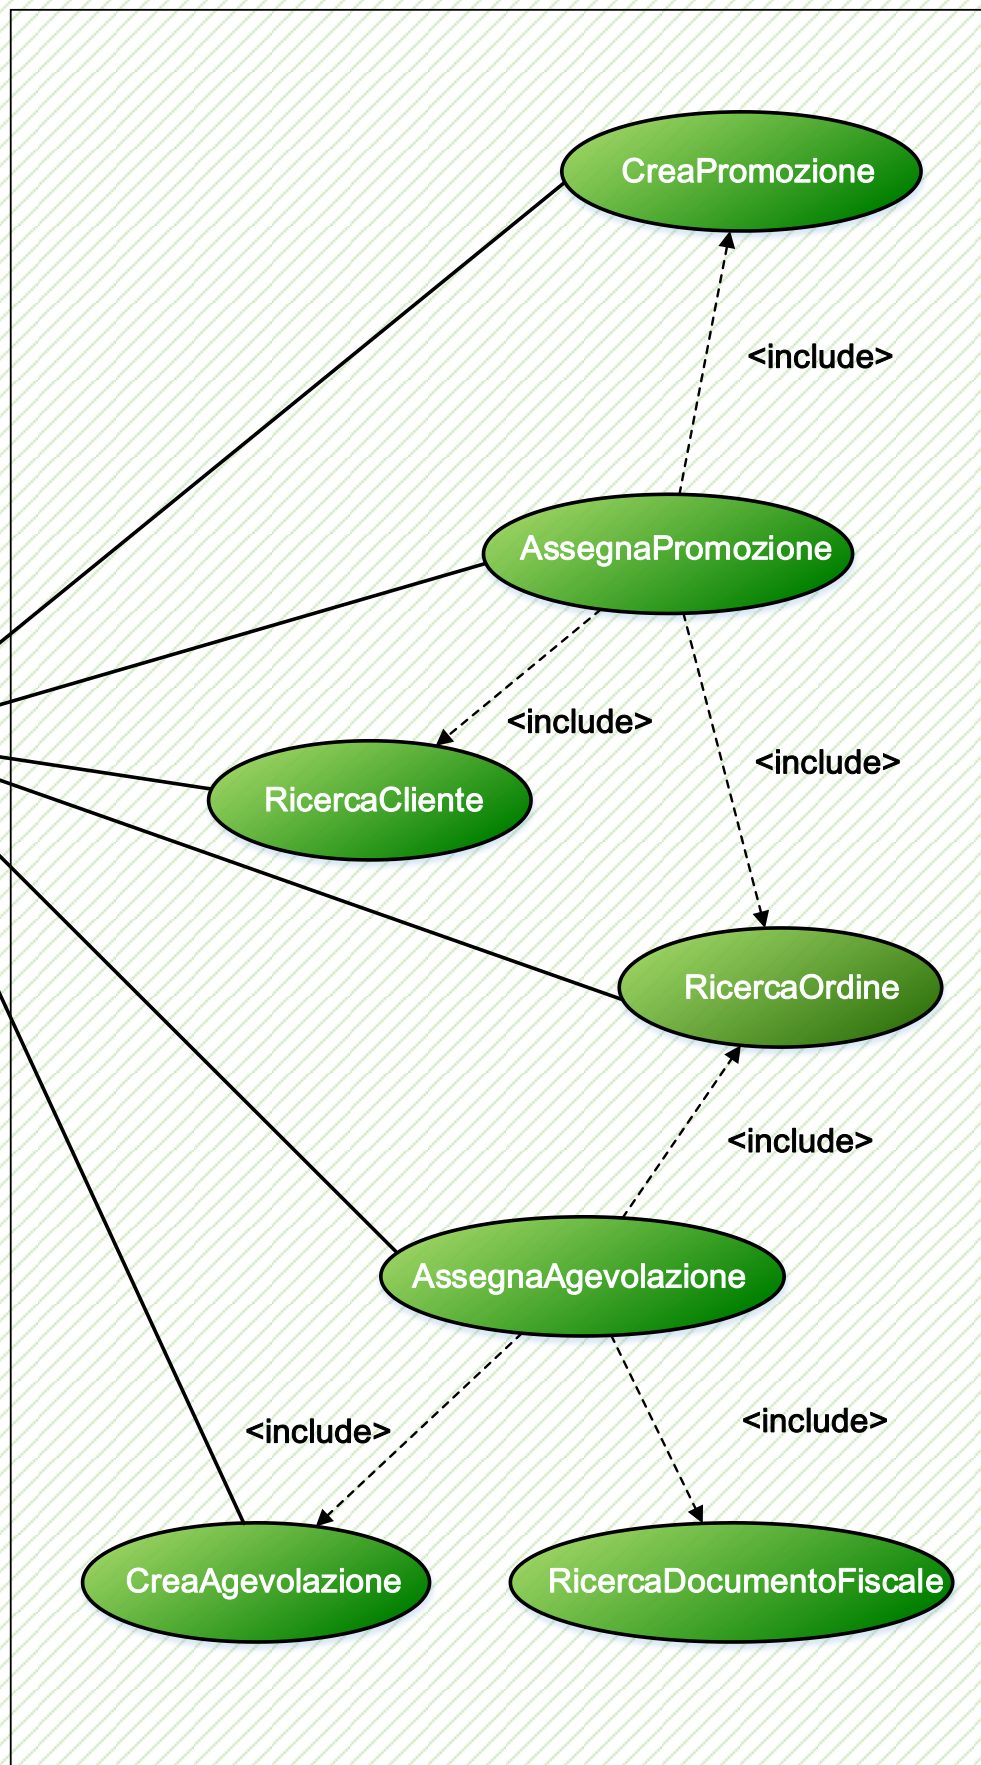 CreaPromozione
<include>
AssegnaPromozione
<include>
<include>
RicercaCliente
RicercaOrdine
<include>
AssegnaAgevolazione
<include>
<include>
CreaAgevolazione
RicercaDocumentoFiscale